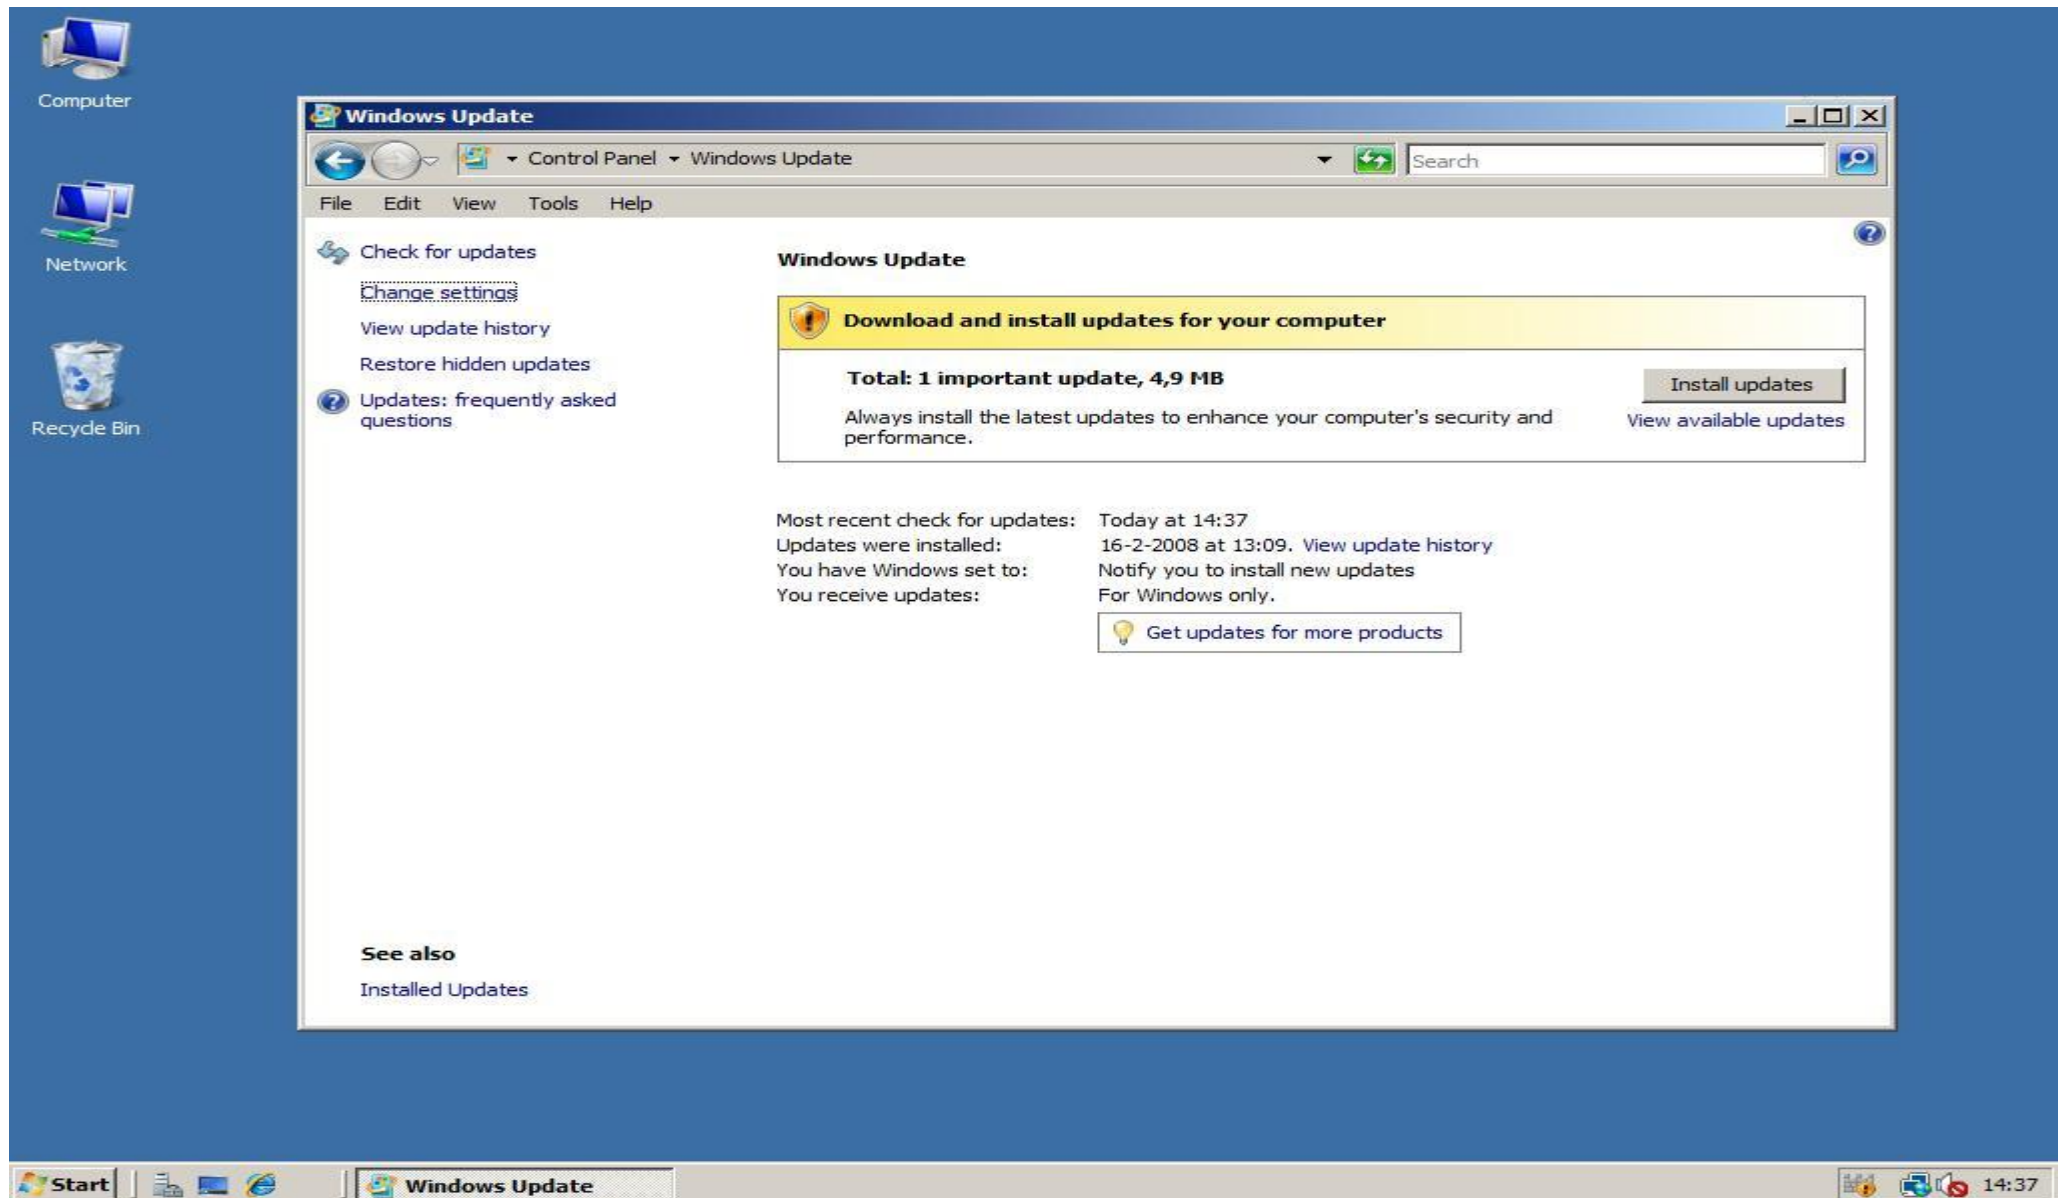 Computer
Network
Recycle Bin
Windows Update
Control Panel Windows Update
Search
File Edit View Tools Help
Check for updates
Change settings
View update history
Restore hidden updates
Updates: frequently asked
questions
Windows Update
Download and install updates for your computer
Total: 1 important update, 4,9 MB
Install updates
Always install the latest updates to enhance your computer's security and
performance.
View available updates
Most recent check for updates: Today at 14:37
Updates were installed: 16-2-2008 at 13:09. View update history
You have Windows set to: Notify you to install new updates
You receive updates: For Windows only.
Get updates for more products
See also
Installed Updates
Start
Windows Update
14:37